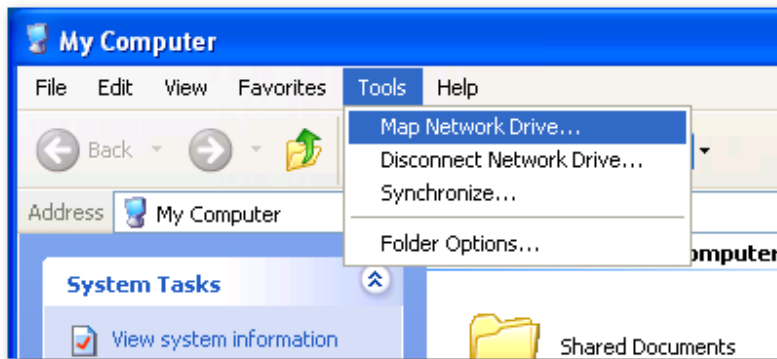 My Computer
File Edit View Favorites Tools Help
Map Network Drive...
Back
Disconnect Network Drive...
Synchronize...
Address My Computer
Folder Options...
omputer
System Tasks
View system information
Shared Documents